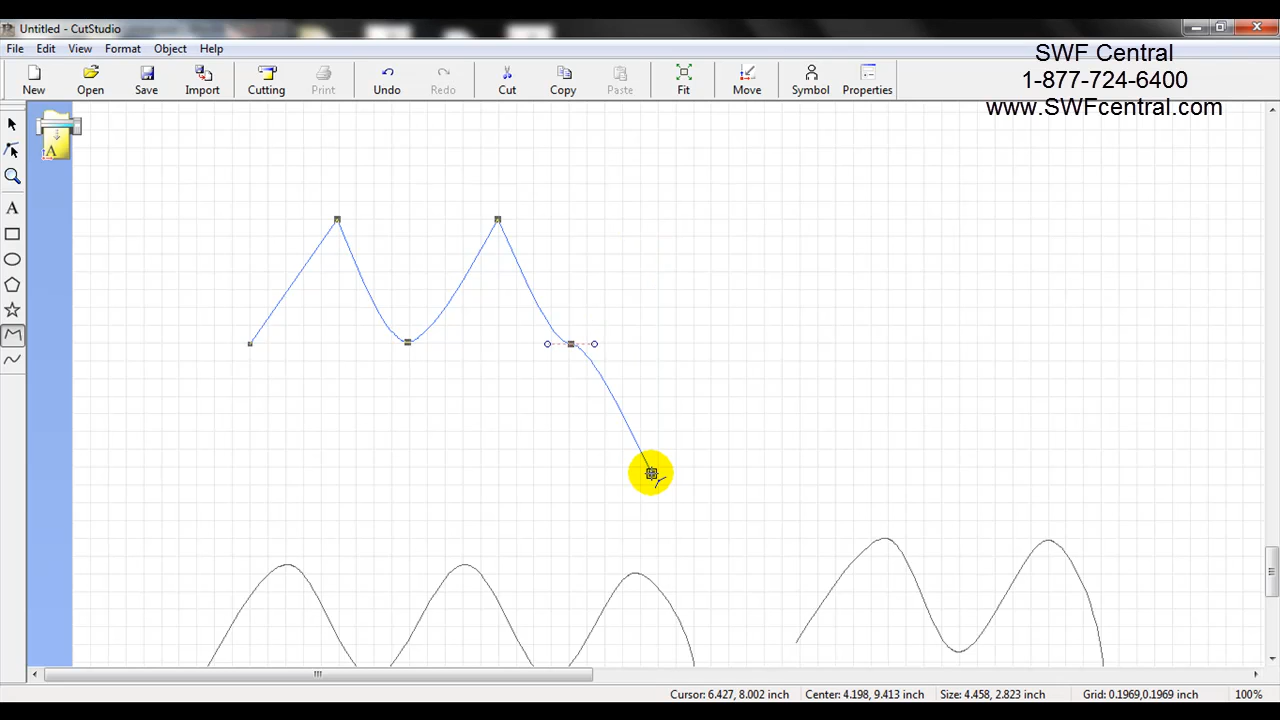 Untitled - CutStudio
File Edit View Format Object Help
SWF Central
1-877-724-6400
www.SWFcentral.com
New Open Save Import Cutting Print Undo Redo Cut Copy Paste Fit Move Symbol Properties
A
A
Cursor: 6.427, 8.002 inch Center: 4.198, 9.413 inch Size: 4.458, 2.823 inch Grid: 0.1969,0.1969 inch 100%